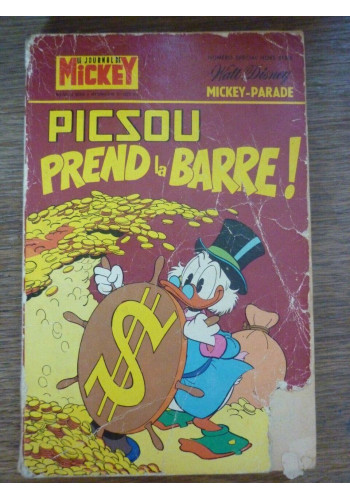 LE JOURNAL DE
MICKEY
Walt Disney
MICKEY-PARADE
PICSOU
PREND la BARRE!
$